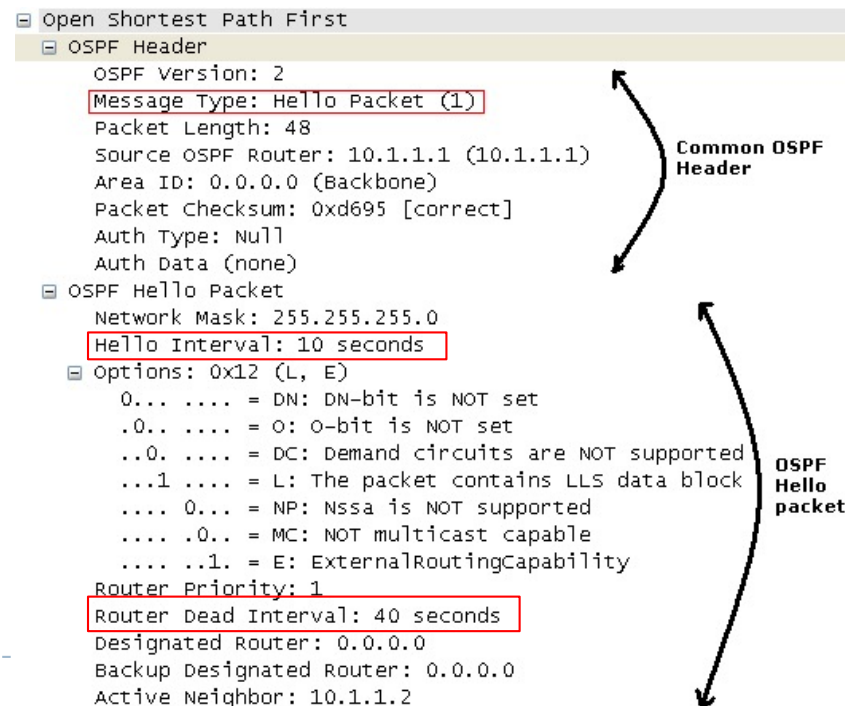 Open Shortest Path First
OSPF Header
OSPF Version: 2
Message Type: Hello Packet (1)
Packet Length: 48
Source OSPF Router: 10.1.1.1 (10.1.1.1)
Area ID: 0.0.0.0 (Backbone)
Packet Checksum: 0xd695 [correct]
Auth Type: Null
Auth Data (none)
Common OSPF
Header
OSPF Hello Packet
Network Mask: 255.255.255.0
Hello Interval: 10 seconds
Options: 0x12 (L, E)
0... .... = DN: DN-bit is NOT set
.0.. .... = O: O-bit is NOT set
..0. .... = DC: Demand circuits are NOT supported
...1 .... = L: The packet contains LLS data block
.... 0... = NP: Nssa is NOT supported
.... .0.. = MC: NOT multicast capable
.... ..1. = E: ExternalRoutingCapability
Router Priority: 1
Router Dead Interval: 40 seconds
Designated Router: 0.0.0.0
Backup Designated Router: 0.0.0.0
Active Neighbor: 10.1.1.2
OSPF
Hello
packet